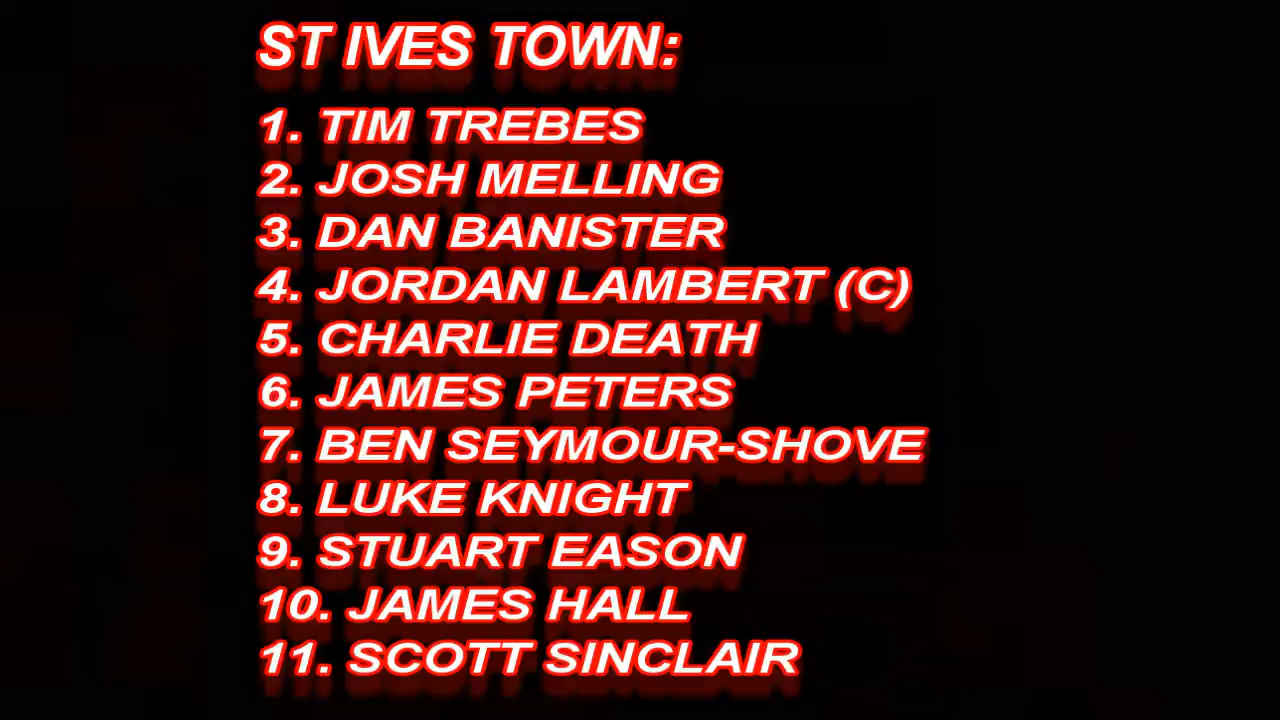 ST IVES TOWN:
1. TIM TREBES
2. JOSH MELLING
3. DAN BANISTER
4. JORDAN LAMBERT (C)
5. CHARLIE DEATH
6. JAMES PETERS
7. BEN SEYMOUR-SHOVE
8. LUKE KNIGHT
9. STUART EASON
10. JAMES HALL
11. SCOTT SINCLAIR